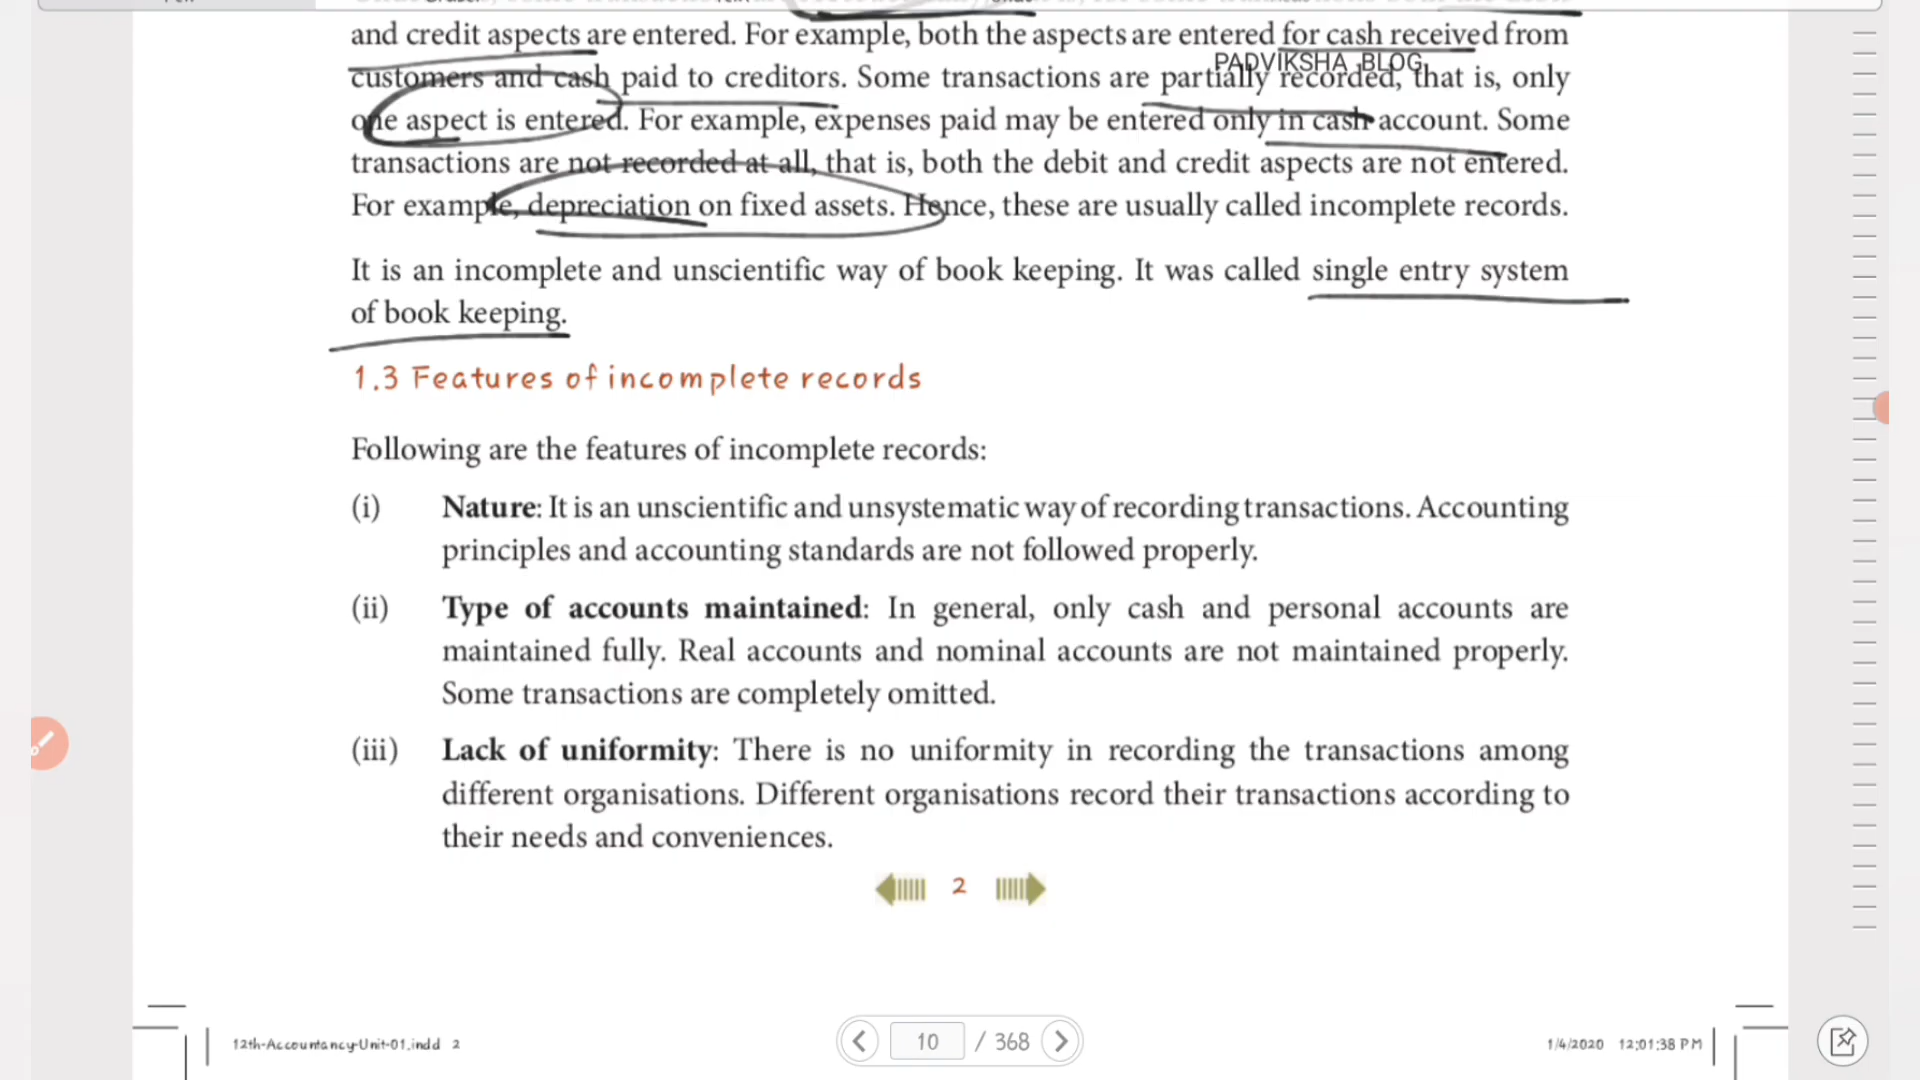 and credit aspects are entered. For example, both the aspects are entered for cash received from
PADVIKSHA BLOG
customers and cash paid to creditors. Some transactions are partially recorded, that is, only
one aspect is entered. For example, expenses paid may be entered only in cash account. Some
transactions are not recorded at all, that is, both the debit and credit aspects are not entered.
For example, depreciation on fixed assets. Hence, these are usually called incomplete records.
It is an incomplete and unscientific way of book keeping. It was called single entry system
of book keeping.
1.3 Features of incomplete records
Following are the features of incomplete records:
(i) Nature: It is an unscientific and unsystematic way of recording transactions. Accounting
principles and accounting standards are not followed properly.
(ii) Type of accounts maintained: In general, only cash and personal accounts are
maintained fully. Real accounts and nominal accounts are not maintained properly.
Some transactions are completely omitted.
(iii) Lack of uniformity: There is no uniformity in recording the transactions among
different organisations. Different organisations record their transactions according to
their needs and conveniences.
2
12th-Accountancy-Unit-01.indd 2
10 / 368
1/4/2020 12:01:38 PM